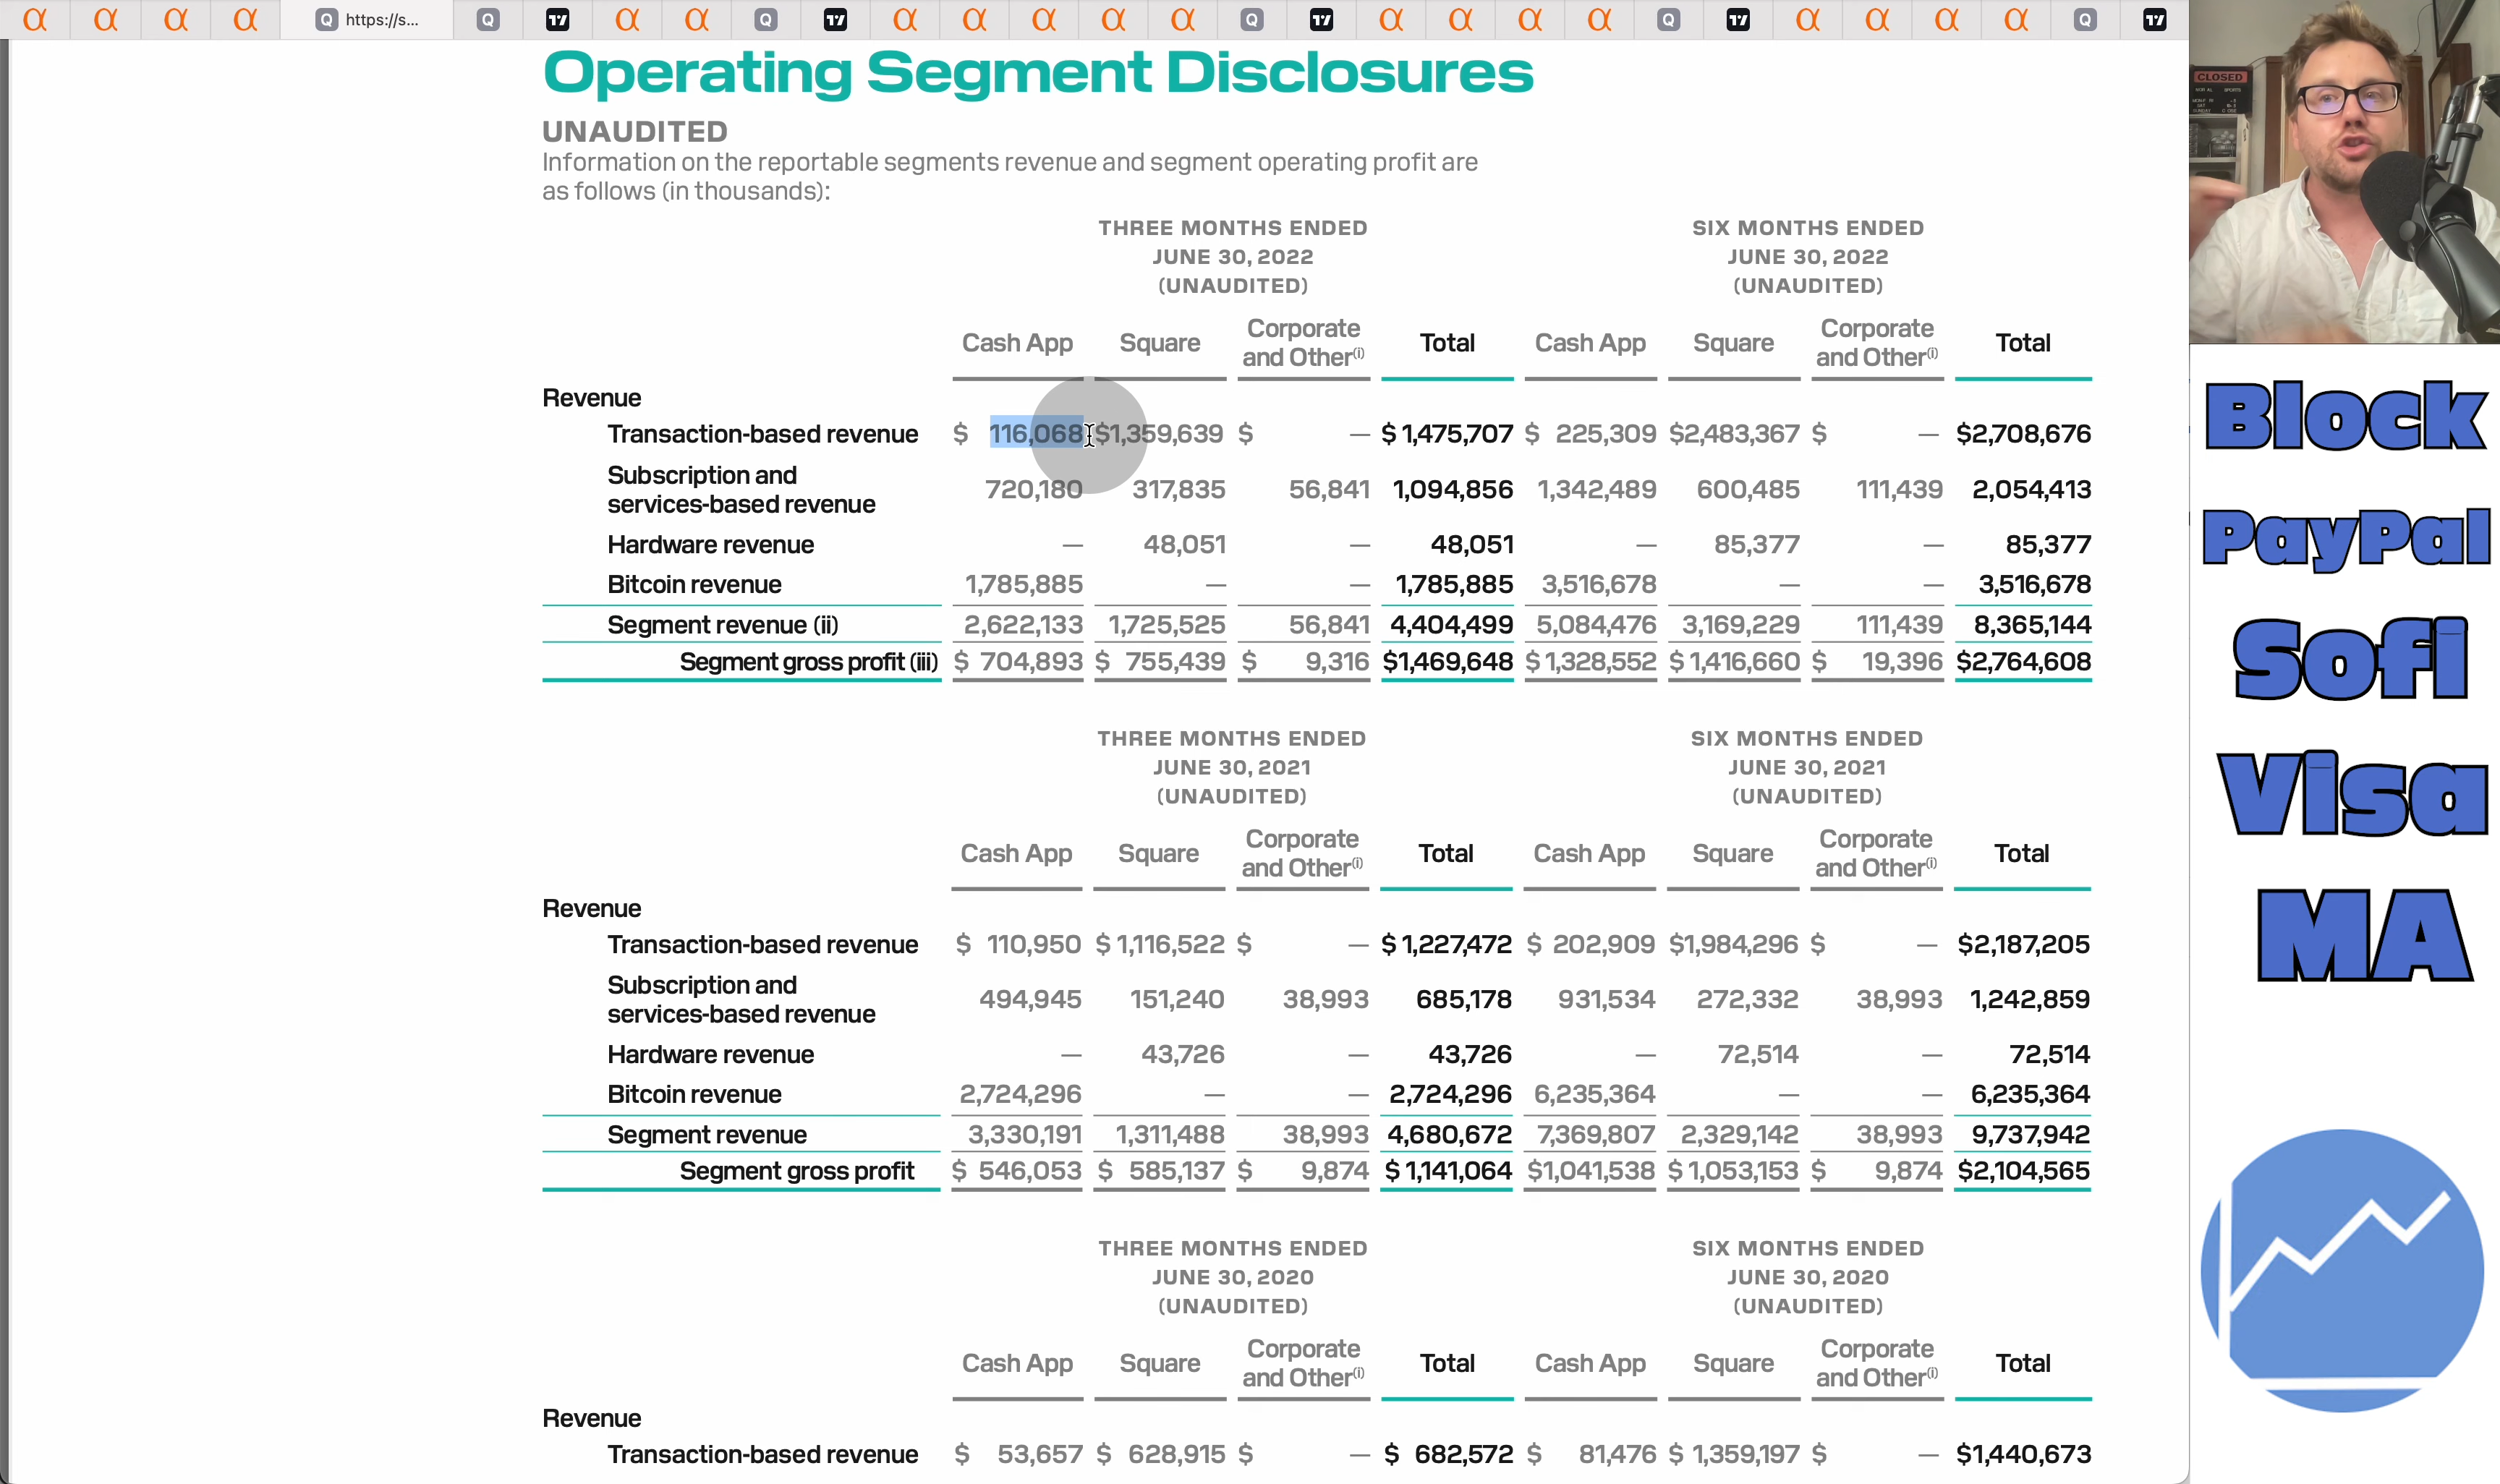 https://s...
Operating Segment Disclosures
UNAUDITED
Information on the reportable segments revenue and segment operating profit are
as follows (in thousands):
THREE MONTHS ENDED SIX MONTHS ENDED
JUNE 30, 2022 JUNE 30, 2022
(UNAUDITED) (UNAUDITED)
Cash App Square Corporate and Other(i) Total Cash App Square Corporate and Other(i) Total
Revenue
Transaction-based revenue $ 116,068 $1,359,639 $ — $ 1,475,707 $ 225,309 $2,483,367 $ — $2,708,676
Subscription and
services-based revenue 720,180 317,835 56,841 1,094,856 1,342,489 600,485 111,439 2,054,413
Hardware revenue — 48,051 — 48,051 — 85,377 — 85,377
Bitcoin revenue 1,785,885 — — 1,785,885 3,516,678 — — 3,516,678
Segment revenue (ii) 2,622,133 1,725,525 56,841 4,404,499 5,084,476 3,169,229 111,439 8,365,144
Segment gross profit (iii) $ 704,893 $ 755,439 $ 9,316 $1,469,648 $ 1,328,552 $ 1,416,660 $ 19,396 $2,764,608
THREE MONTHS ENDED SIX MONTHS ENDED
JUNE 30, 2021 JUNE 30, 2021
(UNAUDITED) (UNAUDITED)
Cash App Square Corporate and Other(i) Total Cash App Square Corporate and Other(i) Total
Revenue
Transaction-based revenue $ 110,950 $ 1,116,522 $ — $ 1,227,472 $ 202,909 $1,984,296 $ — $2,187,205
Subscription and
services-based revenue 494,945 151,240 38,993 685,178 931,534 272,332 38,993 1,242,859
Hardware revenue — 43,726 — 43,726 — 72,514 — 72,514
Bitcoin revenue 2,724,296 — — 2,724,296 6,235,364 — — 6,235,364
Segment revenue 3,330,191 1,311,488 38,993 4,680,672 7,369,807 2,329,142 38,993 9,737,942
Segment gross profit $ 546,053 $ 585,137 $ 9,874 $ 1,141,064 $1,041,538 $ 1,053,153 $ 9,874 $2,104,565
THREE MONTHS ENDED SIX MONTHS ENDED
JUNE 30, 2020 JUNE 30, 2020
(UNAUDITED) (UNAUDITED)
Cash App Square Corporate and Other(i) Total Cash App Square Corporate and Other(i) Total
Revenue
Transaction-based revenue $ 53,657 $ 628,915 $ — $ 682,572 $ 81,476 $ 1,359,197 $ — $1,440,673
CLOSED
Block
PayPal
Sofi
Visa
MA